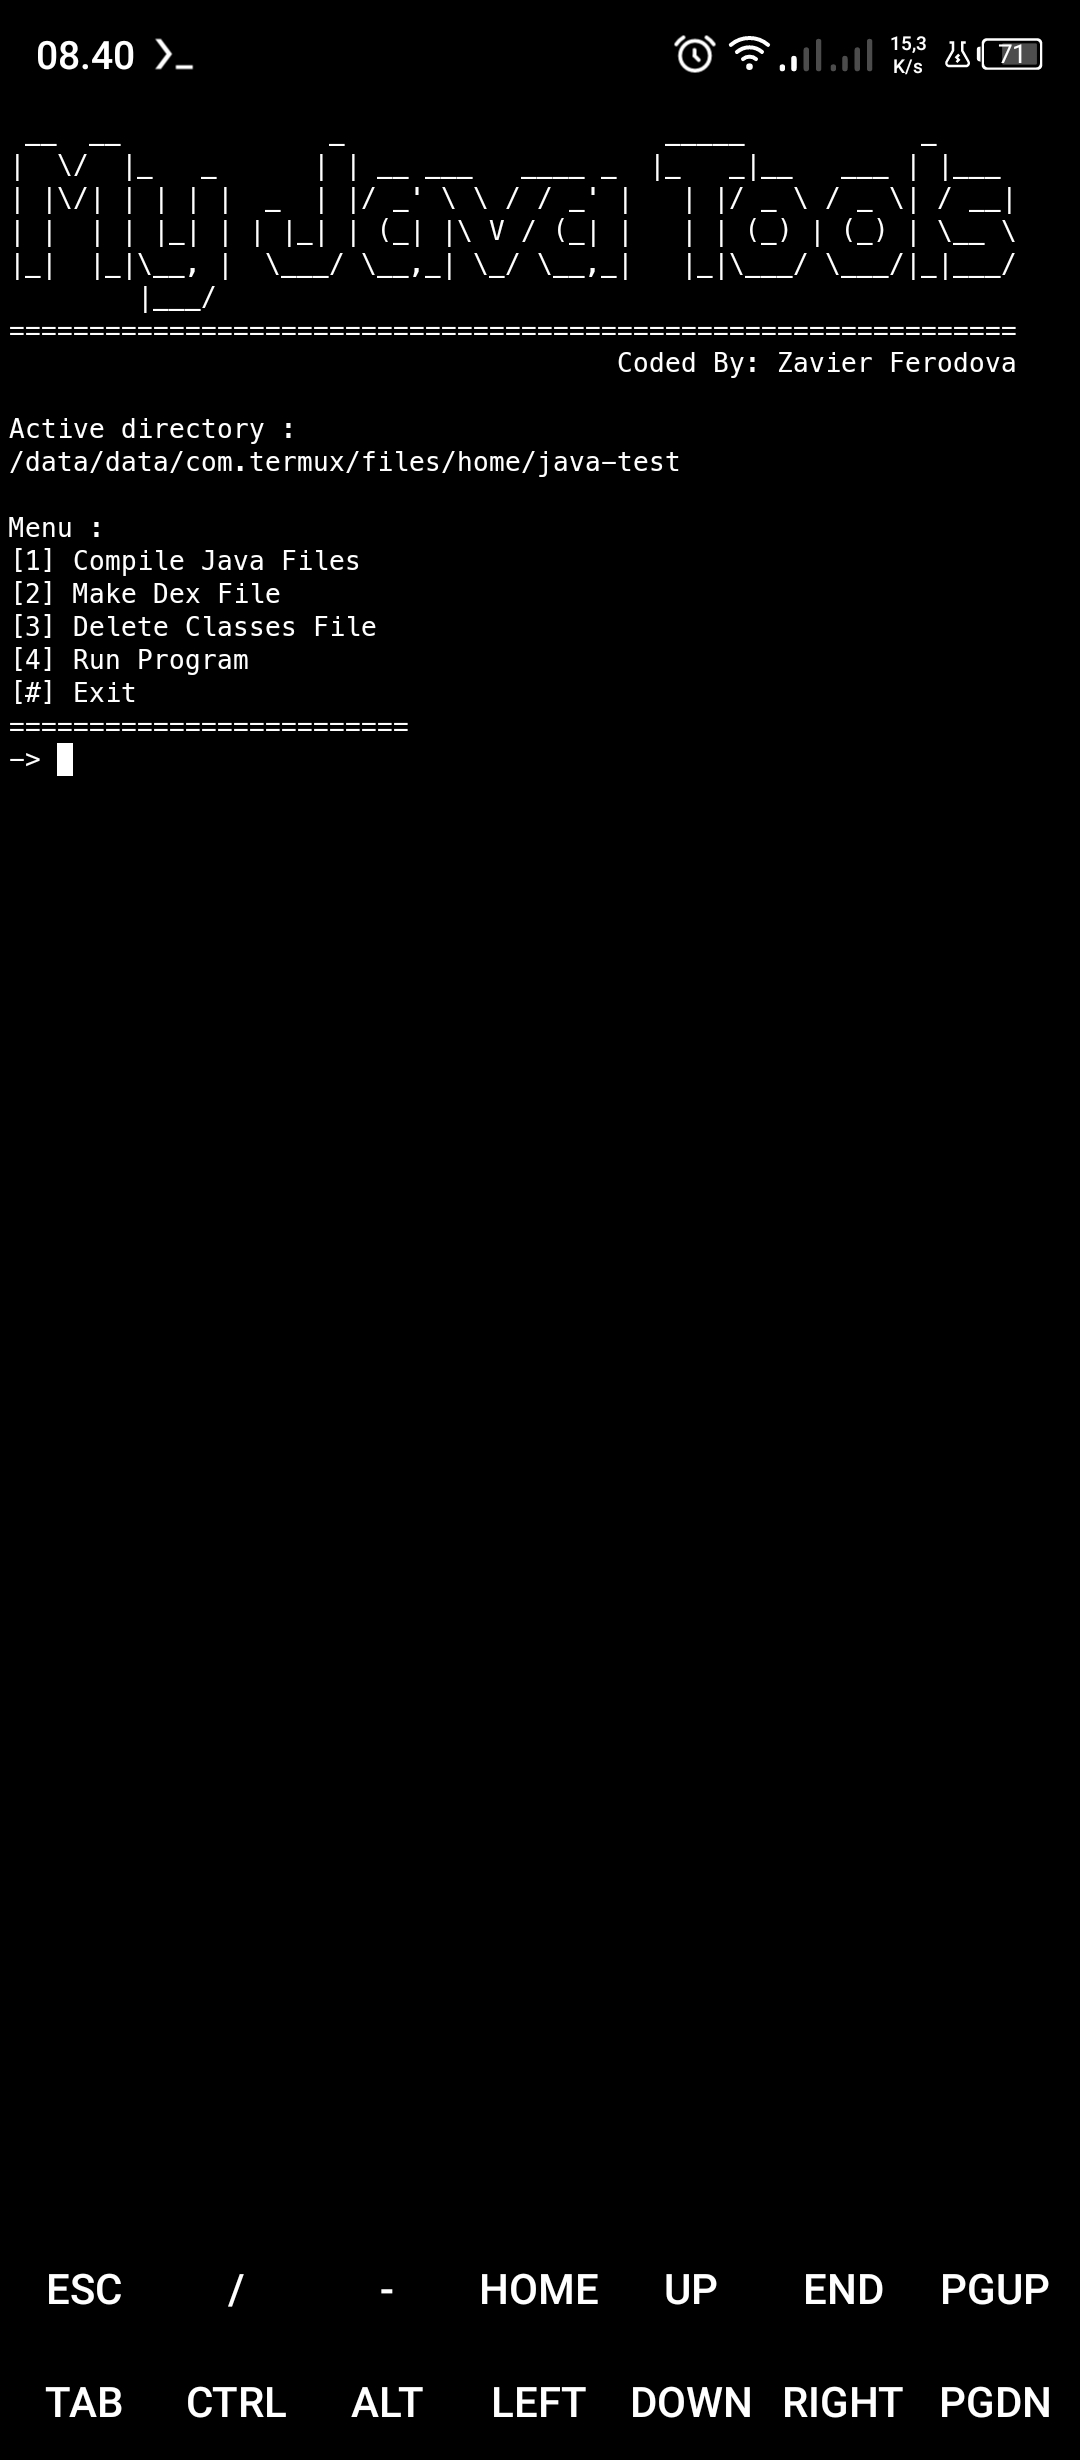 08.40
15,3
K/s
71
My Java Tools
===============================================================
Coded By: Zavier Ferodova
Active directory :
/data/data/com.termux/files/home/java-test
Menu :
[1] Compile Java Files
[2] Make Dex File
[3] Delete Classes File
[4] Run Program
[#] Exit
=========================
->
ESC / - HOME UP END PGUP
TAB CTRL ALT LEFT DOWN RIGHT PGDN